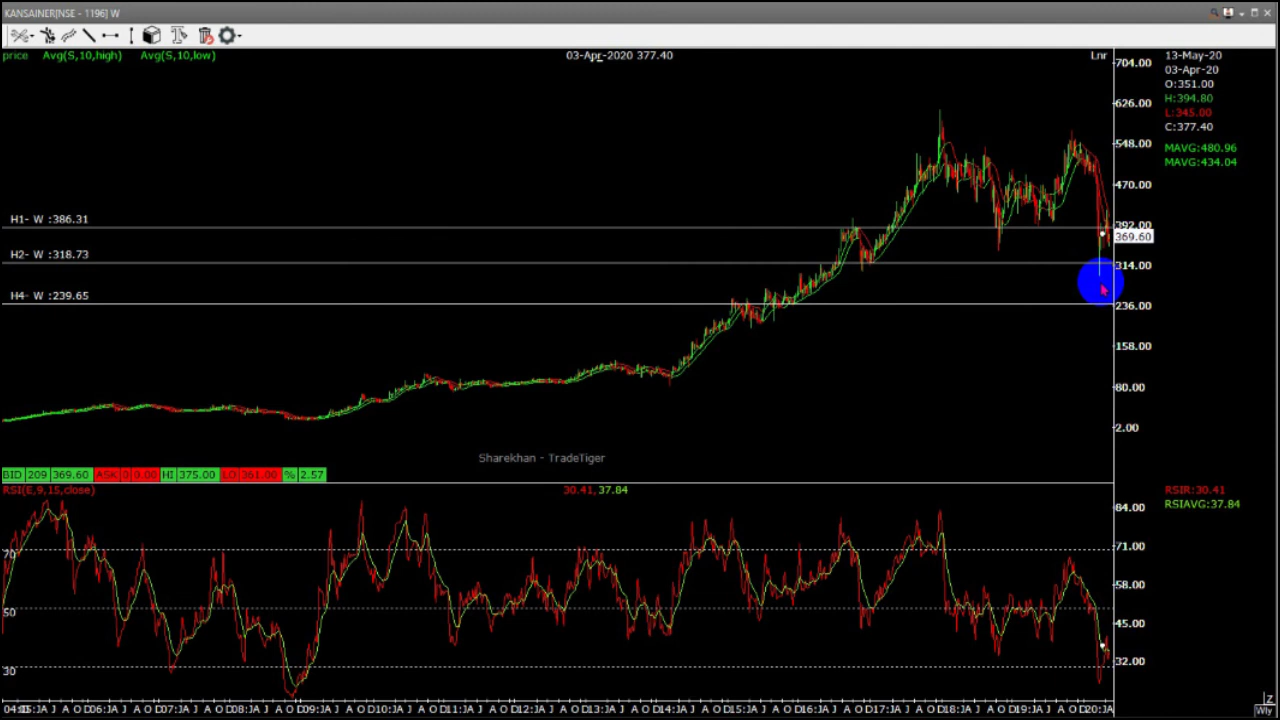 KANSAINER[NSE - 1196] W
price Avg(S,10,high) Avg(S,10,low) 03-Apr-2020 377.40 Lnr
13-May-20
03-Apr-20
O:351.00
H:394.80
L:345.00
C:377.40
MAVG:480.96
MAVG:434.04
704.00
626.00
548.00
470.00
392.00
369.60
314.00
236.00
158.00
80.00
2.00
H1- W :386.31
H2- W :318.73
H4- W :239.65
Sharekhan - TradeTiger
BID 209 369.60 ASK 0 0.00 HI 375.00 LO 361.00 % 2.57
RSI(E,9,15,close) 30.41, 37.84
RSIR:30.41
RSIAVG:37.84
84.00
71.00
58.00
45.00
32.00
70
50
30
Wly